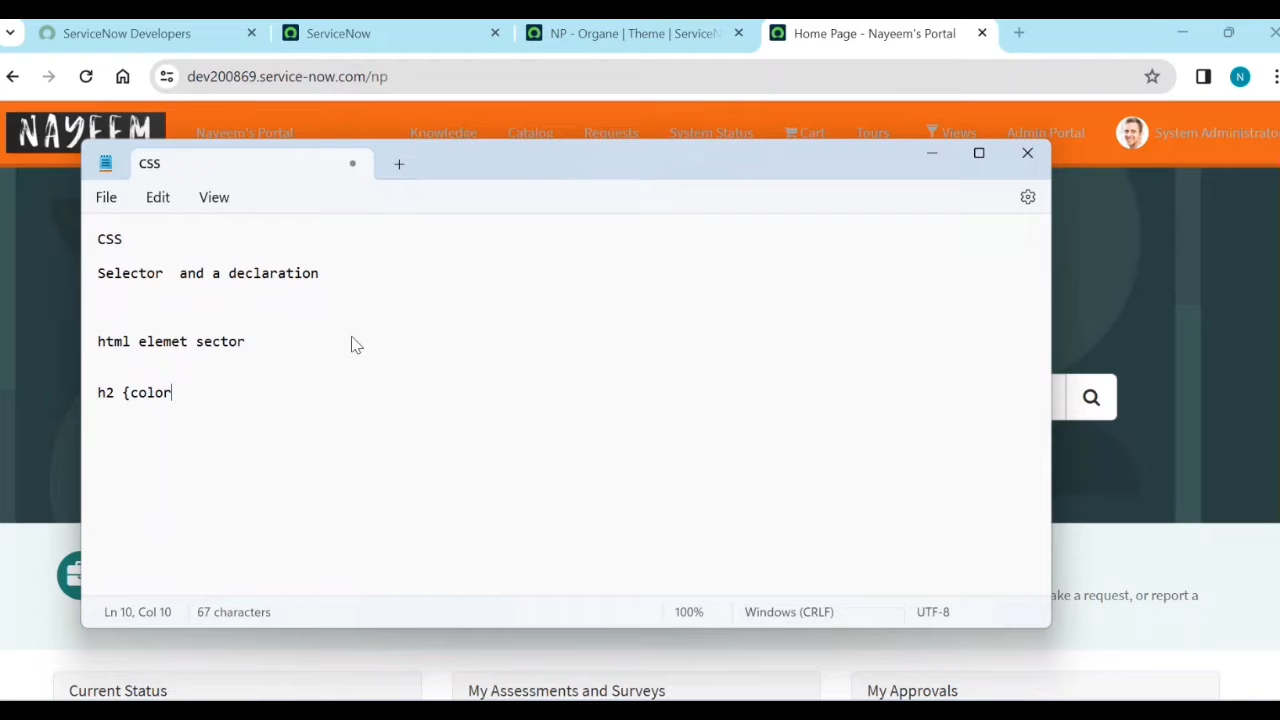 ServiceNow Developers
ServiceNow
NP - Organe | Theme | ServiceN
Home Page - Nayeem's Portal
dev200869.service-now.com/np
N
NAYEEM
Nayeem's Portal
Knowledge
Catalog
Requests
System Status
Cart
Tours
Views
Admin Portal
System Administrato
CSS
File
Edit
View
CSS
Selector  and a declaration
html elemet sector
h2 {color
Ln 10, Col 10
67 characters
100%
Windows (CRLF)
UTF-8
ake a request, or report a
Current Status
My Assessments and Surveys
My Approvals